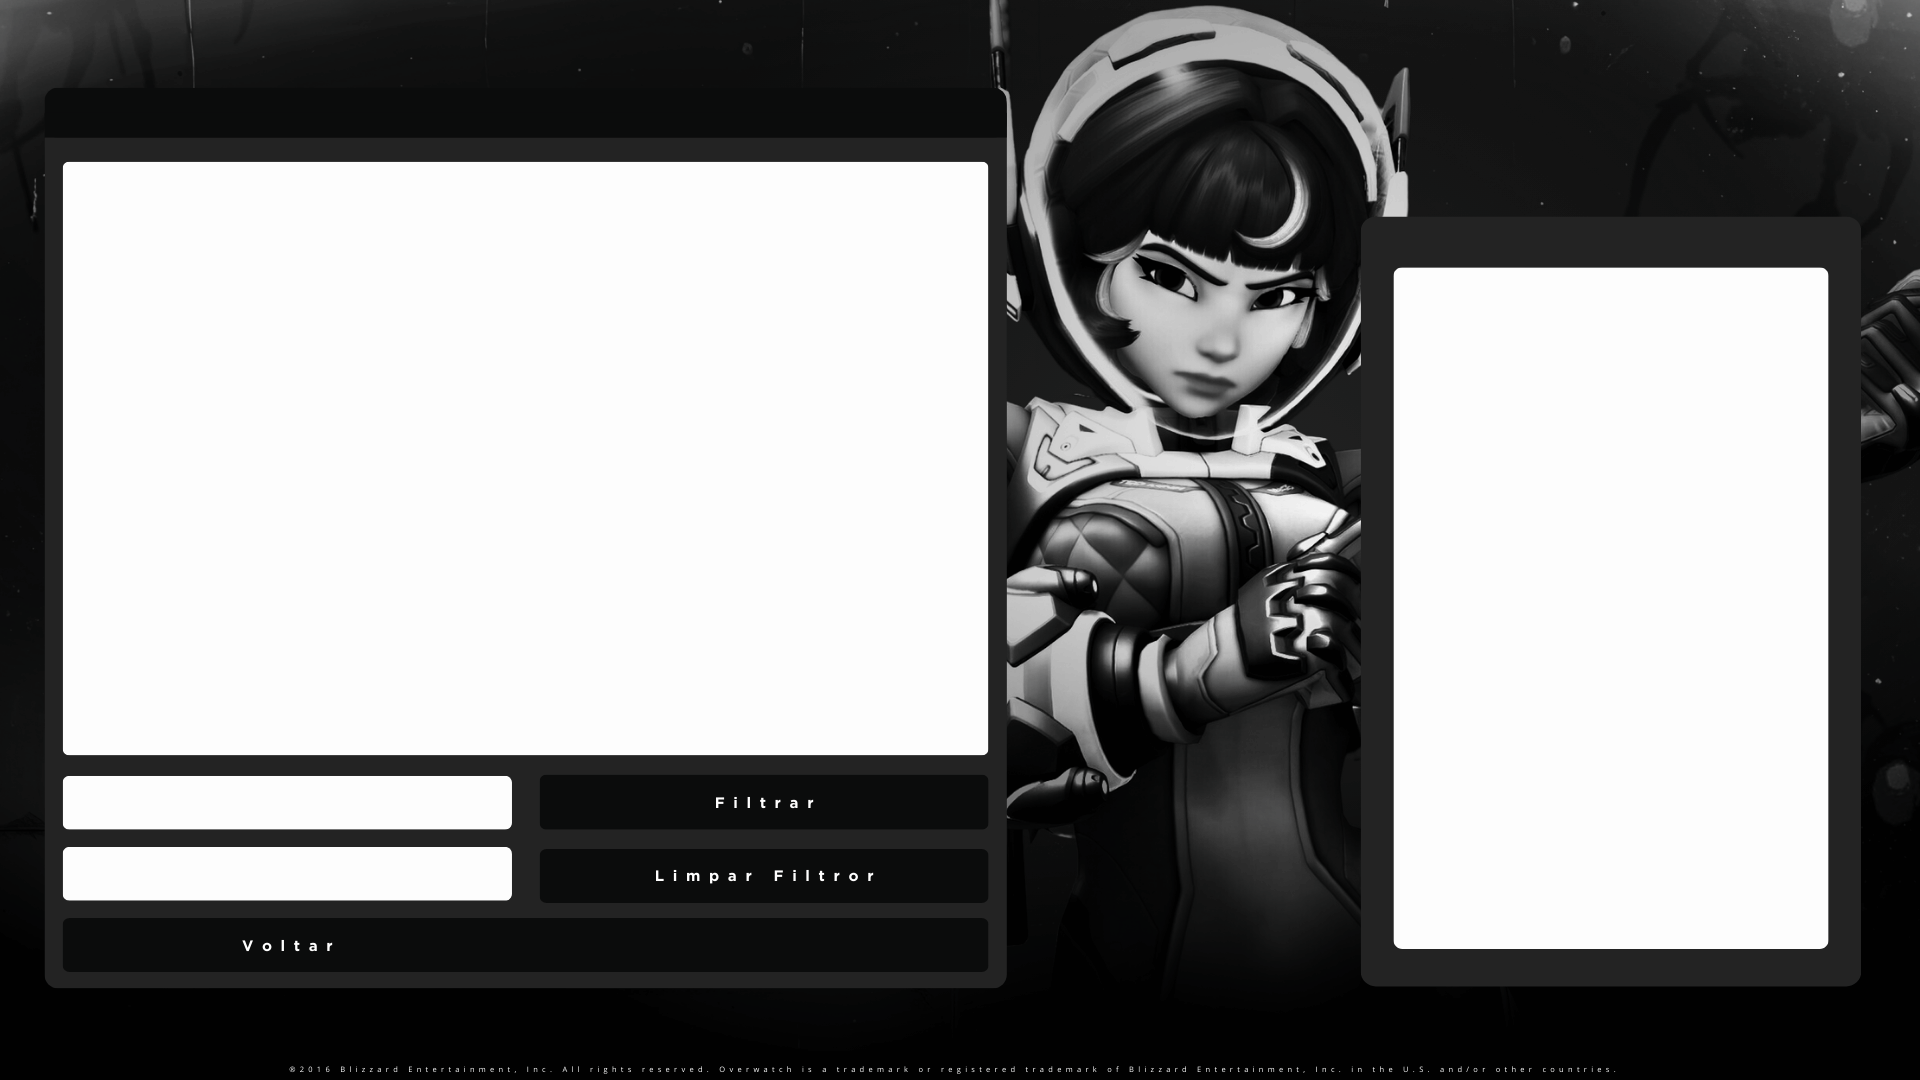 Filtrar
Limpar Filtror
Voltar
©2016 Blizzard Entertainment, Inc. All rights reserved. Overwatch is a trademark or registered trademark of Blizzard Entertainment, Inc. in the U.S. and/or other countries.